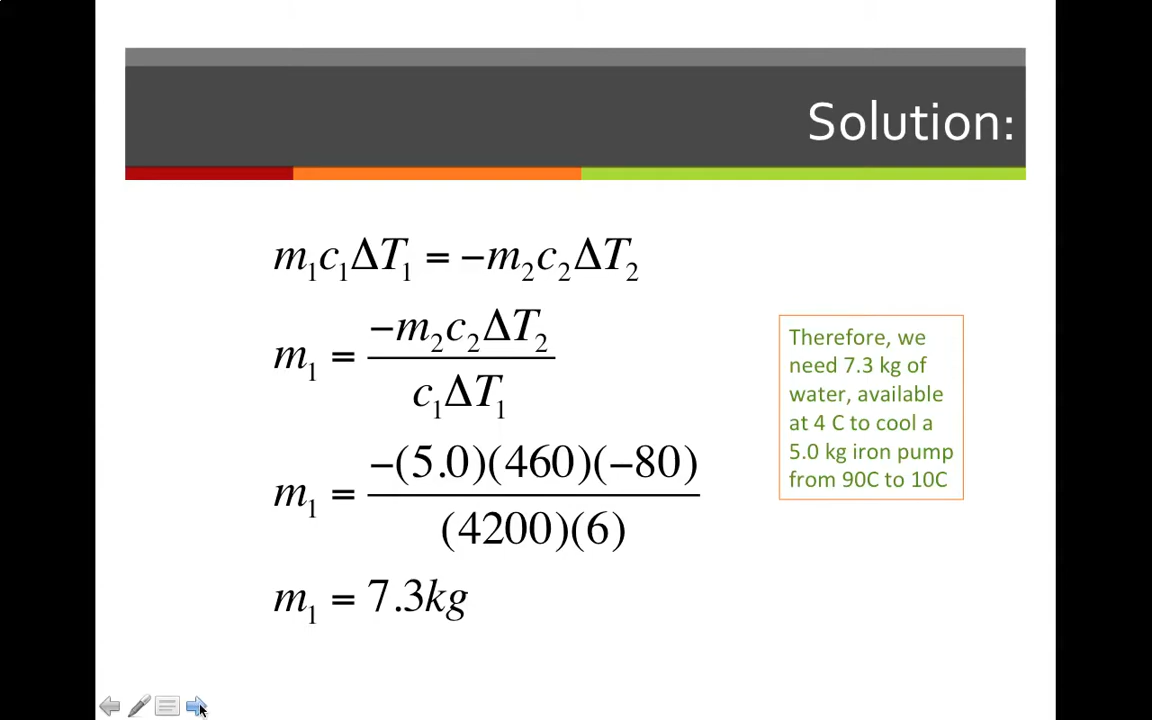 Solution:
m₁c₁ΔT₁ = −m₂c₂ΔT₂
m₁ = −m₂c₂ΔT₂ / c₁ΔT₁
m₁ = −(5.0)(460)(−80) / (4200)(6)
m₁ = 7.3kg
Therefore, we
need 7.3 kg of
water, available
at 4 C to cool a
5.0 kg iron pump
from 90C to 10C